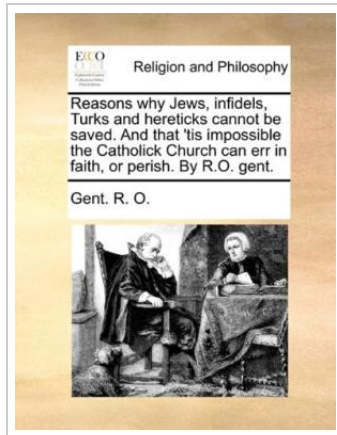 ECCO
Religion and Philosophy
Reasons why Jews, infidels,
Turks and hereticks cannot be
saved. And that 'tis impossible
the Catholick Church can err in
faith, or perish. By R.O. gent.
Gent. R. O.